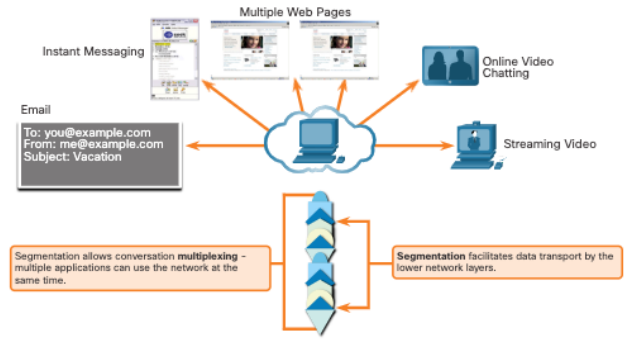 Multiple Web Pages
Instant Messaging
Online Video
Chatting
Email
To: you@example.com
From: me@example.com
Subject: Vacation
Streaming Video
Segmentation allows conversation multiplexing -
multiple applications can use the network at the
same time.
Segmentation facilitates data transport by the
lower network layers.